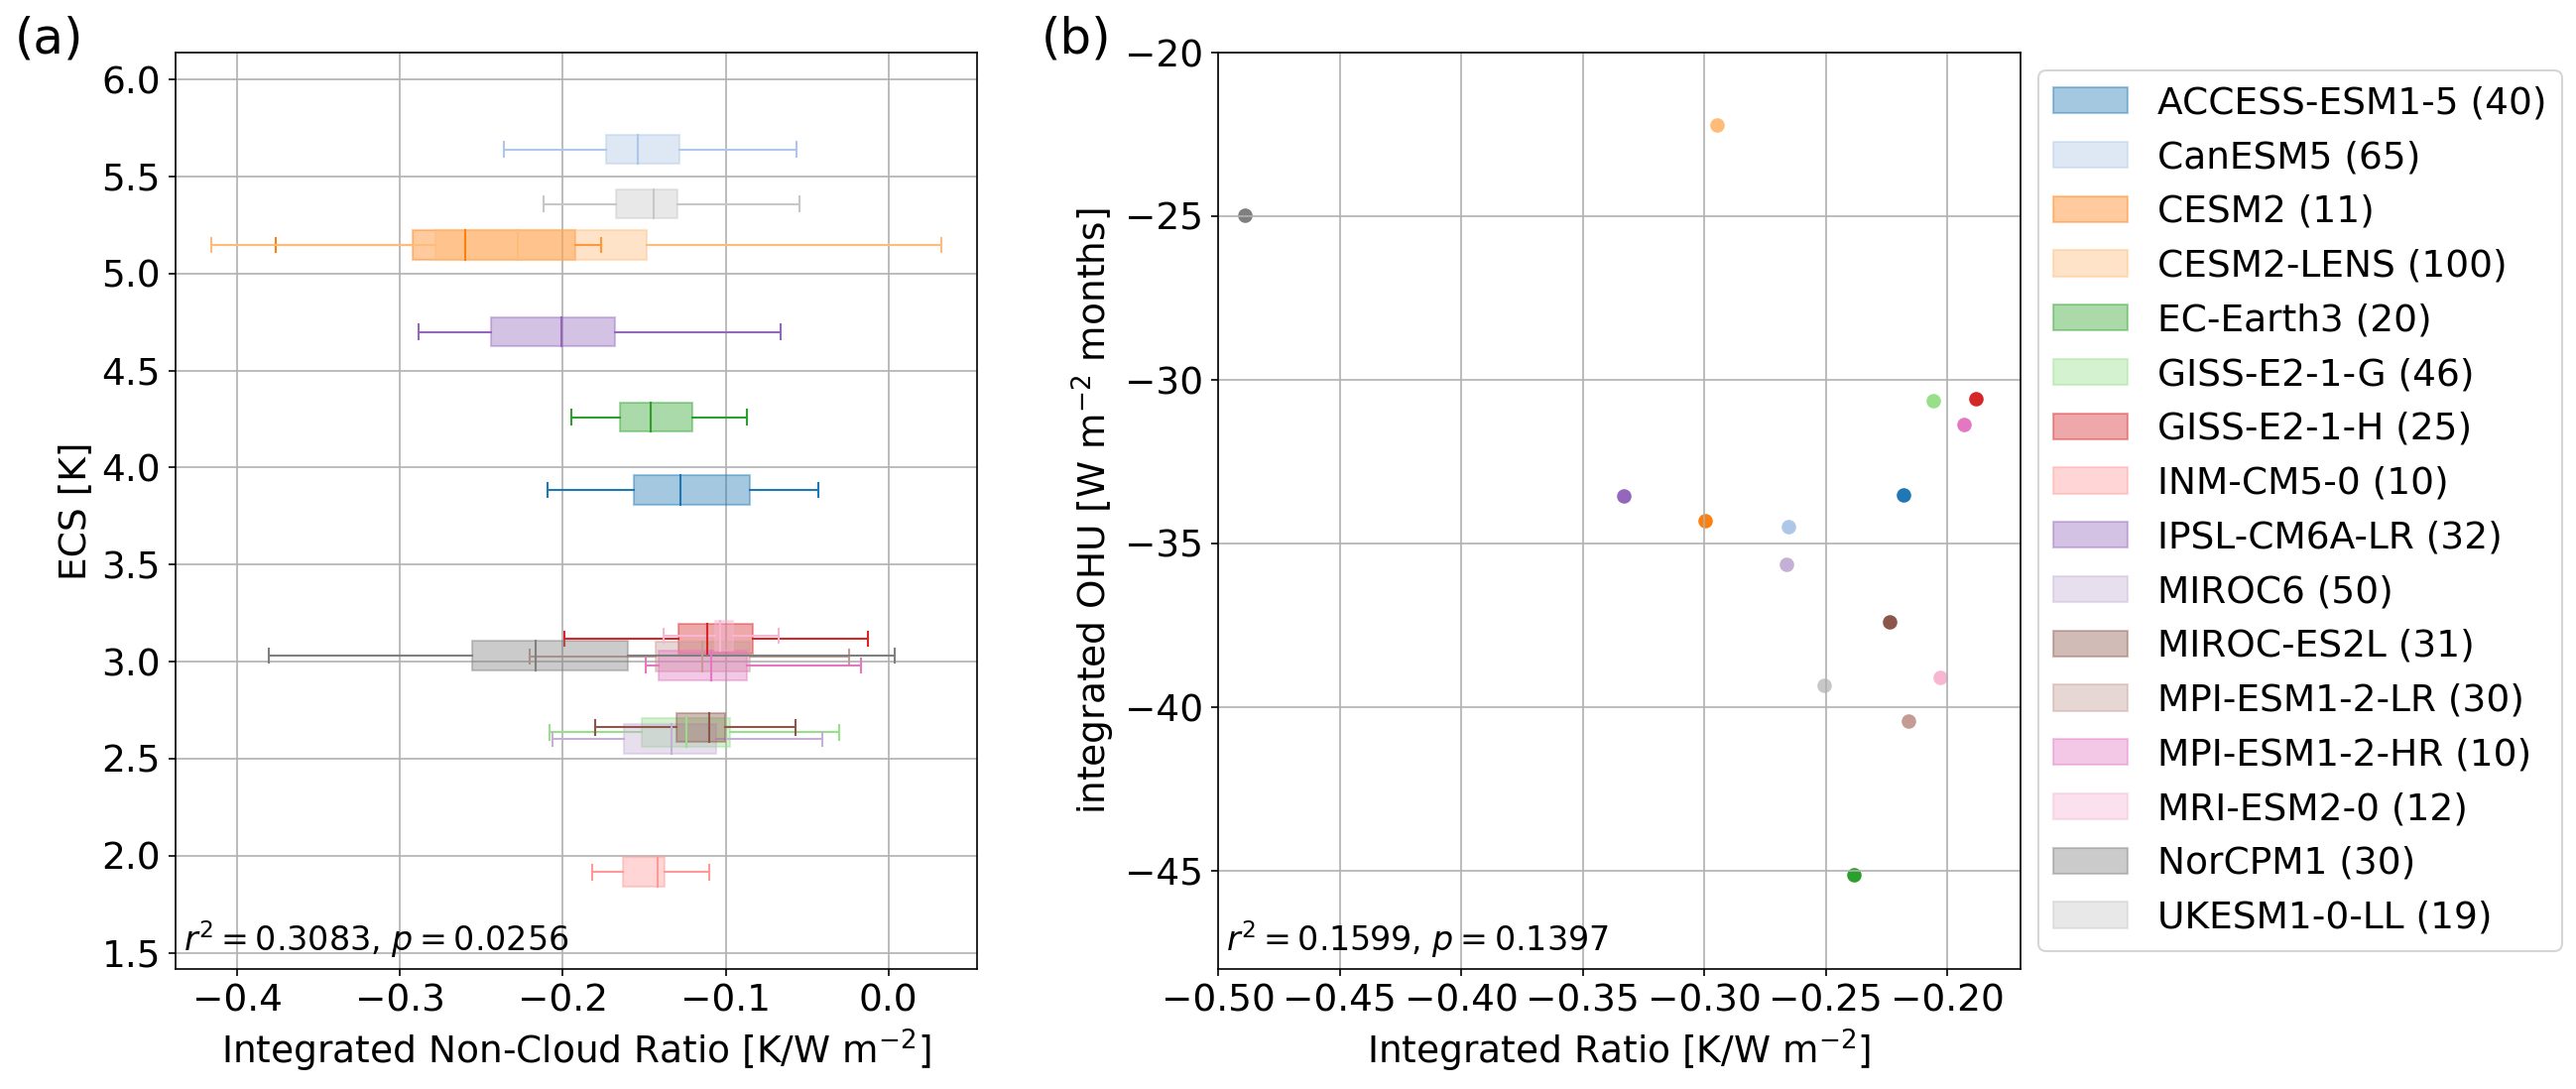 (a)
6.0
5.5
5.0
4.5
4.0
3.5
3.0
2.5
2.0
1.5
ECS [K]
r² = 0.3083, p = 0.0256
−0.4 −0.3 −0.2 −0.1 0.0
Integrated Non-Cloud Ratio [K/W m⁻²]
(b)
−20
−25
−30
−35
−40
−45
integrated OHU [W m⁻² months]
r² = 0.1599, p = 0.1397
−0.50 −0.45 −0.40 −0.35 −0.30 −0.25 −0.20
Integrated Ratio [K/W m⁻²]
ACCESS-ESM1-5 (40)
CanESM5 (65)
CESM2 (11)
CESM2-LENS (100)
EC-Earth3 (20)
GISS-E2-1-G (46)
GISS-E2-1-H (25)
INM-CM5-0 (10)
IPSL-CM6A-LR (32)
MIROC6 (50)
MIROC-ES2L (31)
MPI-ESM1-2-LR (30)
MPI-ESM1-2-HR (10)
MRI-ESM2-0 (12)
NorCPM1 (30)
UKESM1-0-LL (19)